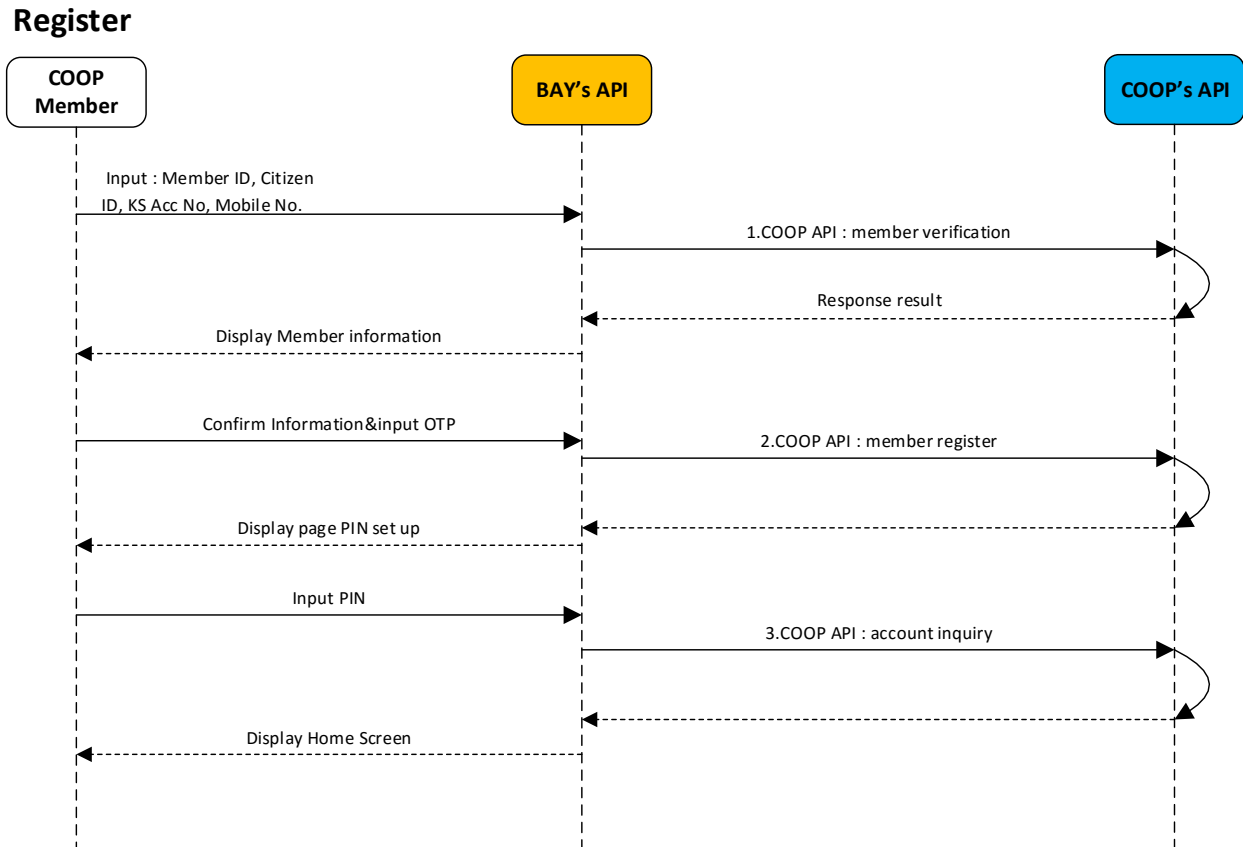 Register
COOP
Member
BAY's API
COOP's API
Input : Member ID, Citizen
ID, KS Acc No, Mobile No.
1.COOP API : member verification
Response result
Display Member information
Confirm Information&input OTP
2.COOP API : member register
Display page PIN set up
Input PIN
3.COOP API : account inquiry
Display Home Screen